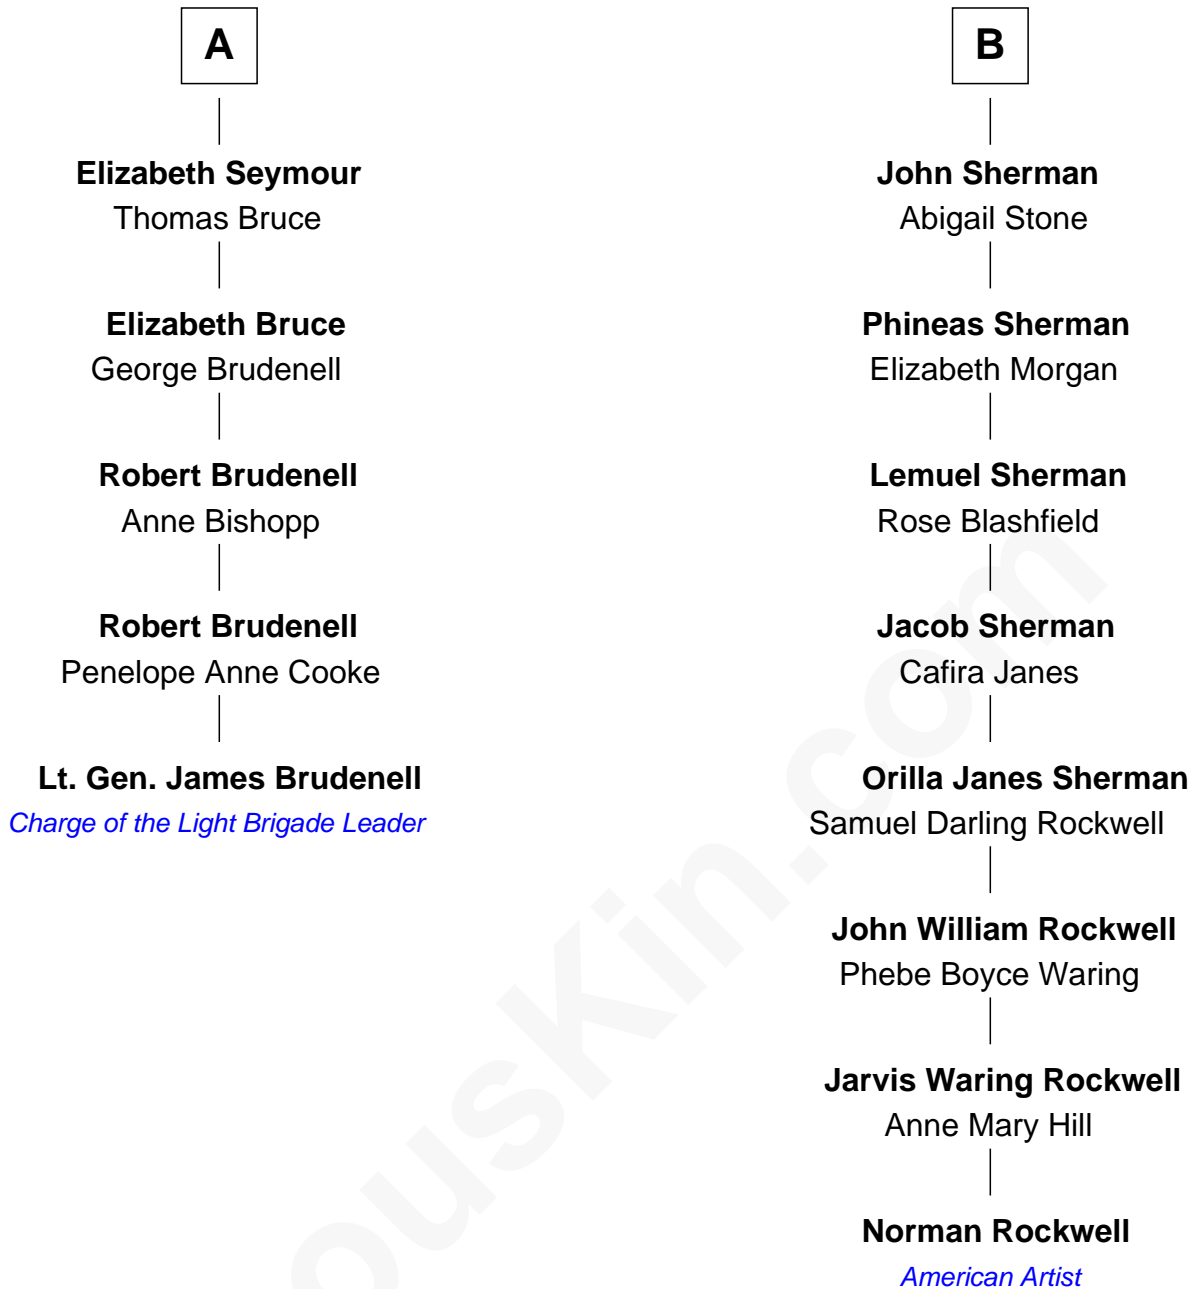 A
Elizabeth Seymour
Thomas Bruce
Elizabeth Bruce
George Brudenell
Robert Brudenell
Anne Bishopp
Robert Brudenell
Penelope Anne Cooke
Lt. Gen. James Brudenell
Charge of the Light Brigade Leader
B
John Sherman
Abigail Stone
Phineas Sherman
Elizabeth Morgan
Lemuel Sherman
Rose Blashfield
Jacob Sherman
Cafira Janes
Orilla Janes Sherman
Samuel Darling Rockwell
John William Rockwell
Phebe Boyce Waring
Jarvis Waring Rockwell
Anne Mary Hill
Norman Rockwell
American Artist
ousKin.com